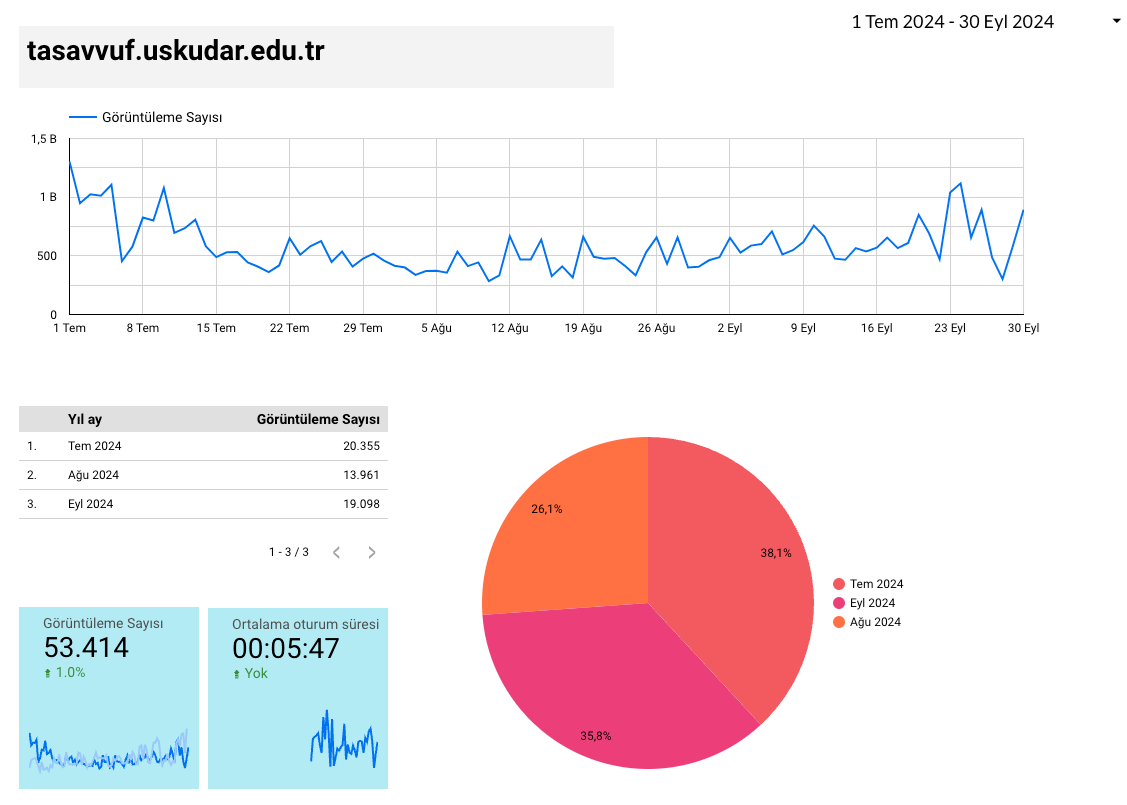 1 Tem 2024 - 30 Eyl 2024
tasavvuf.uskudar.edu.tr
Görüntüleme Sayısı
1,5 B
1 B
500
0
1 Tem 8 Tem 15 Tem 22 Tem 29 Tem 5 Ağu 12 Ağu 19 Ağu 26 Ağu 2 Eyl 9 Eyl 16 Eyl 23 Eyl 30 Eyl
Yıl ay Görüntüleme Sayısı
1. Tem 2024 20.355
2. Ağu 2024 13.961
3. Eyl 2024 19.098
1 - 3 / 3
26,1%
38,1%
35,8%
Tem 2024
Eyl 2024
Ağu 2024
Görüntüleme Sayısı
53.414
1.0%
Ortalama oturum süresi
00:05:47
Yok